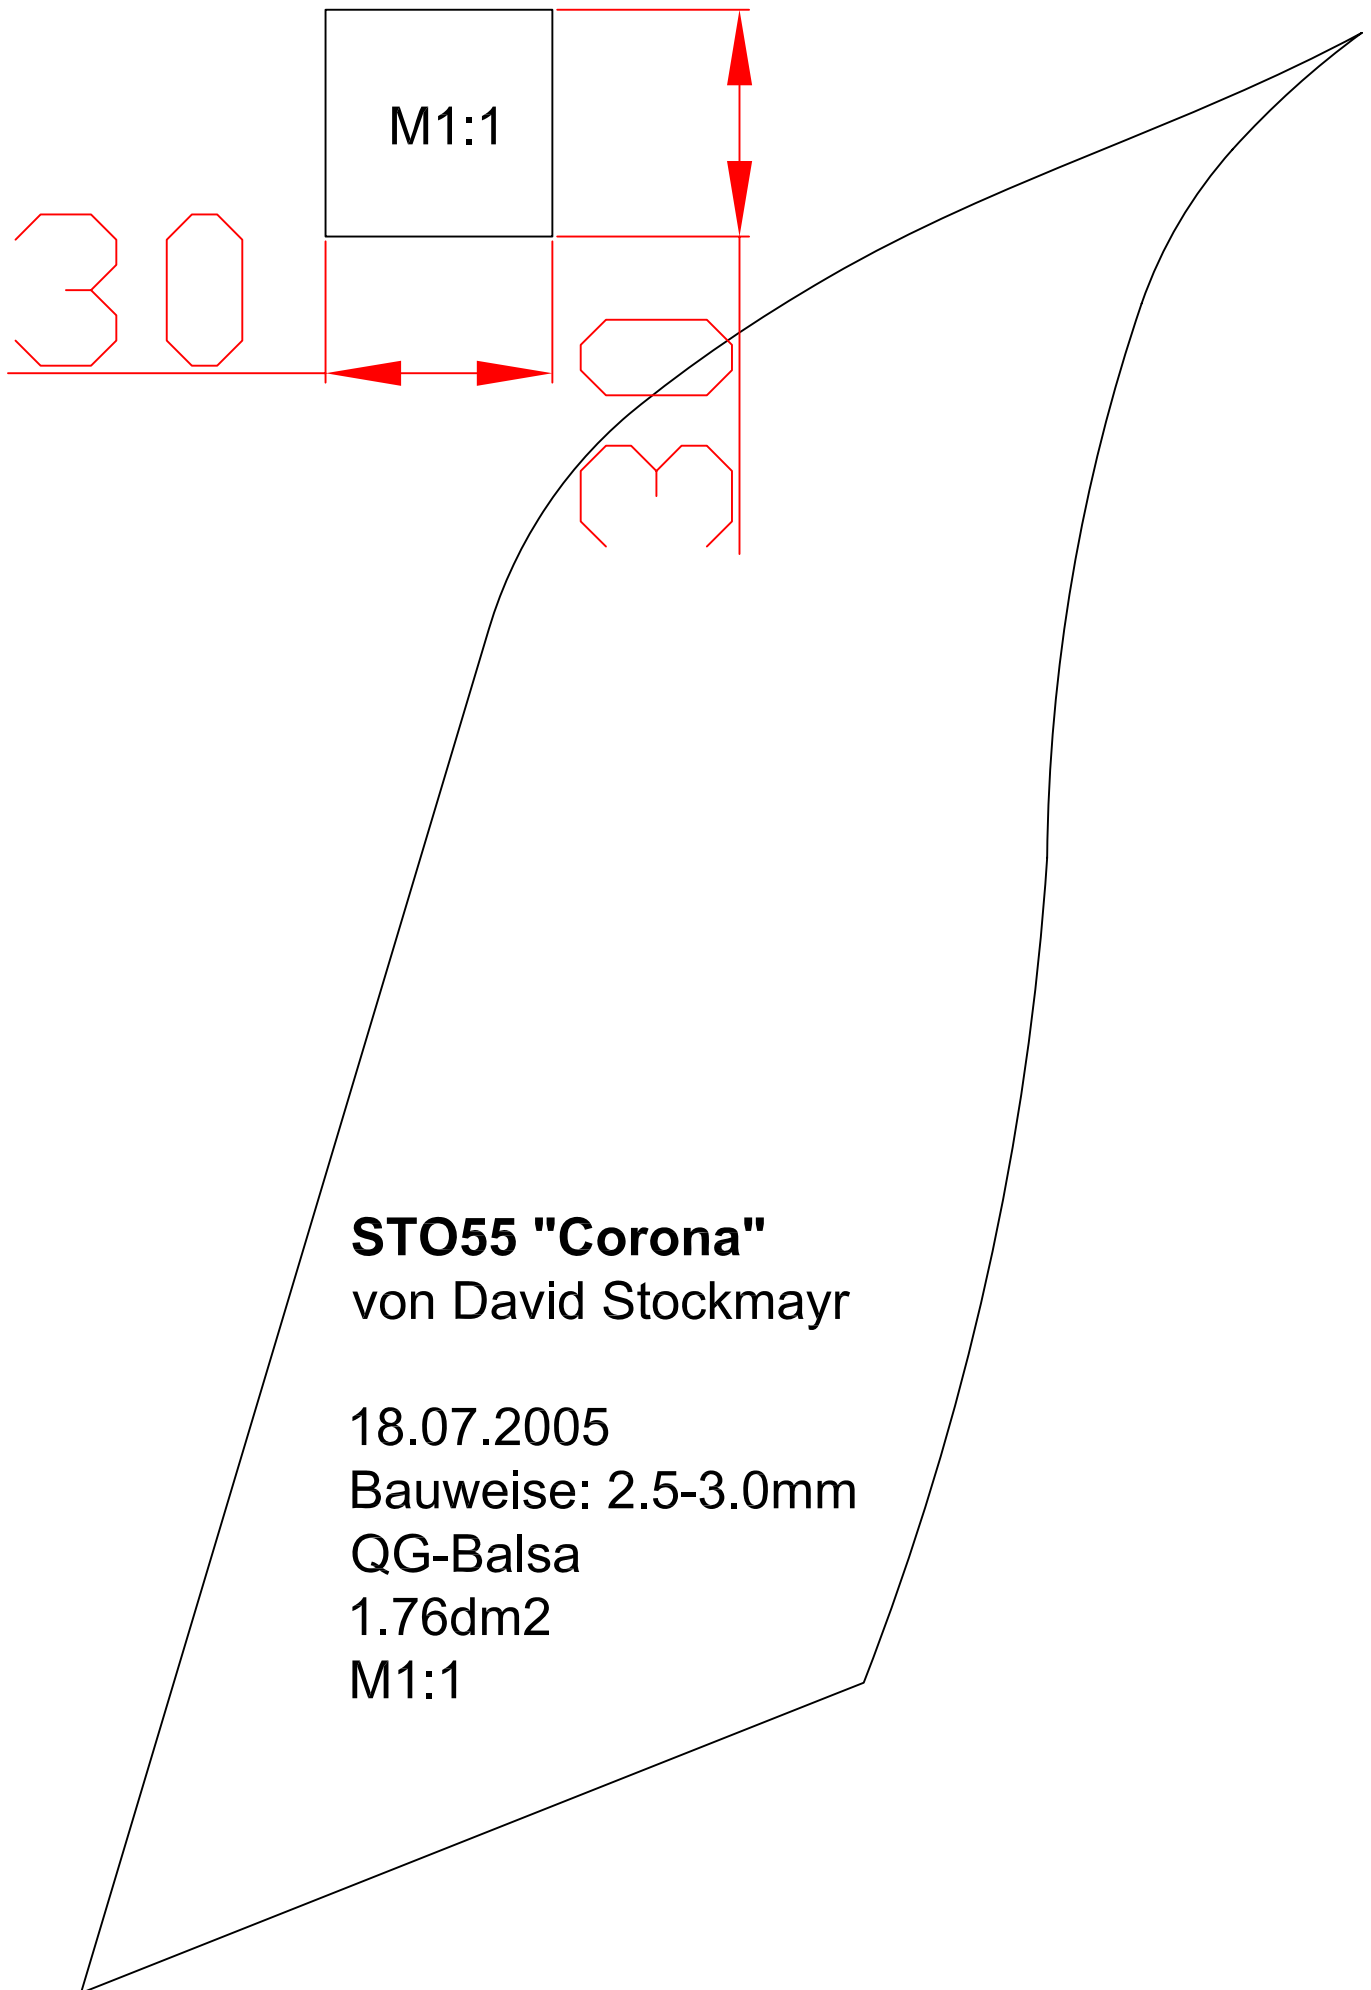 M1:1
30
30
STO55 "Corona"
von David Stockmayr
18.07.2005
Bauweise: 2.5-3.0mm
QG-Balsa
1.76dm2
M1:1